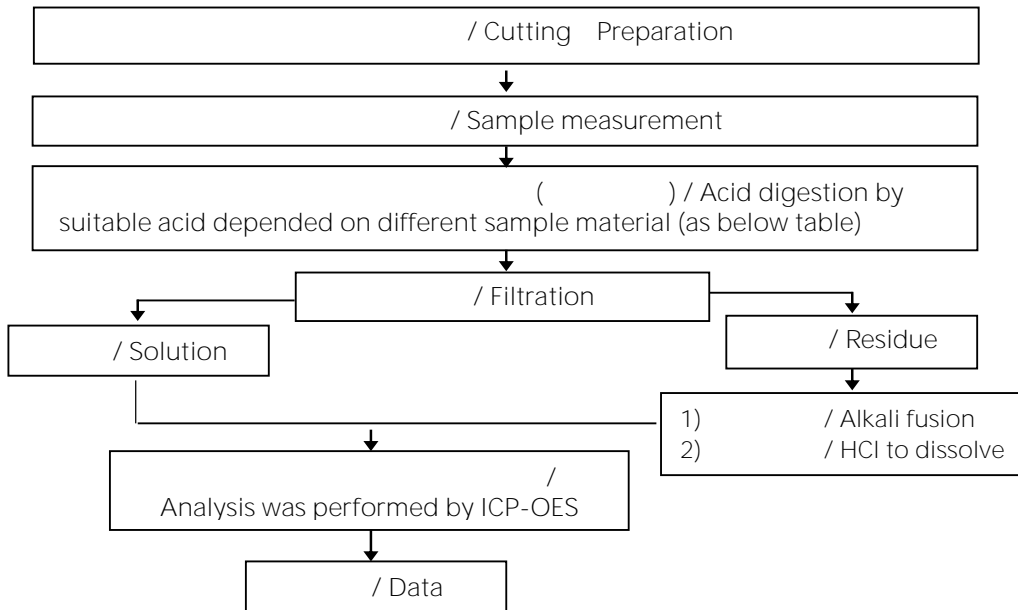 / Cutting Preparation
/ Sample measurement
( ) / Acid digestion by
suitable acid depended on different sample material (as below table)
/ Filtration
/ Solution
/ Residue
1) / Alkali fusion
2) / HCl to dissolve
/
Analysis was performed by ICP-OES
/ Data